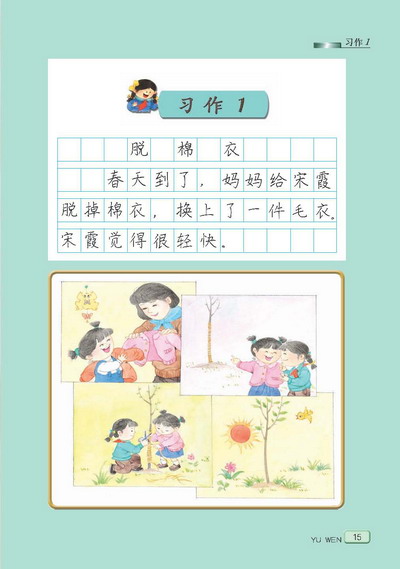 习作 1
习 作 1
脱 棉 衣
春天到了，妈妈给宋霞
脱掉棉衣，换上了一件毛衣。
宋霞觉得很轻快。
YU WEN 15